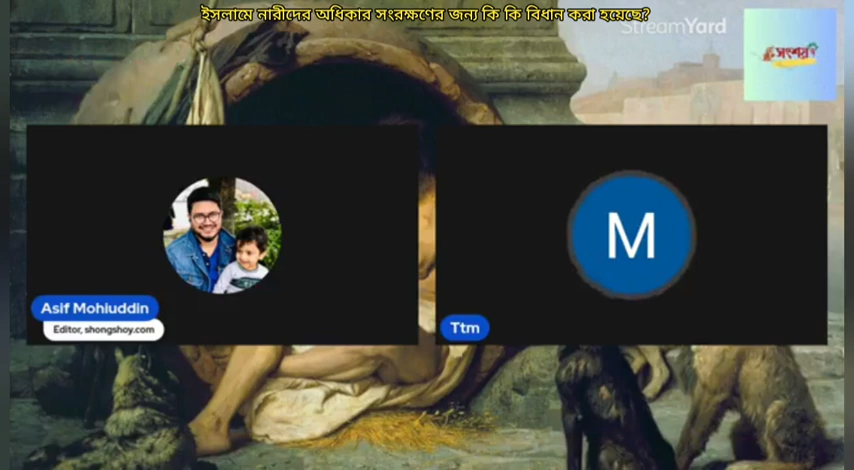 ইসলামে নারীদের অধিকার সংরক্ষণের জন্য কি কি বিধান করা হয়েছে?
StreamYard
সংশয়
M
Asif Mohiuddin
Editor, shongshoy.com
Ttm